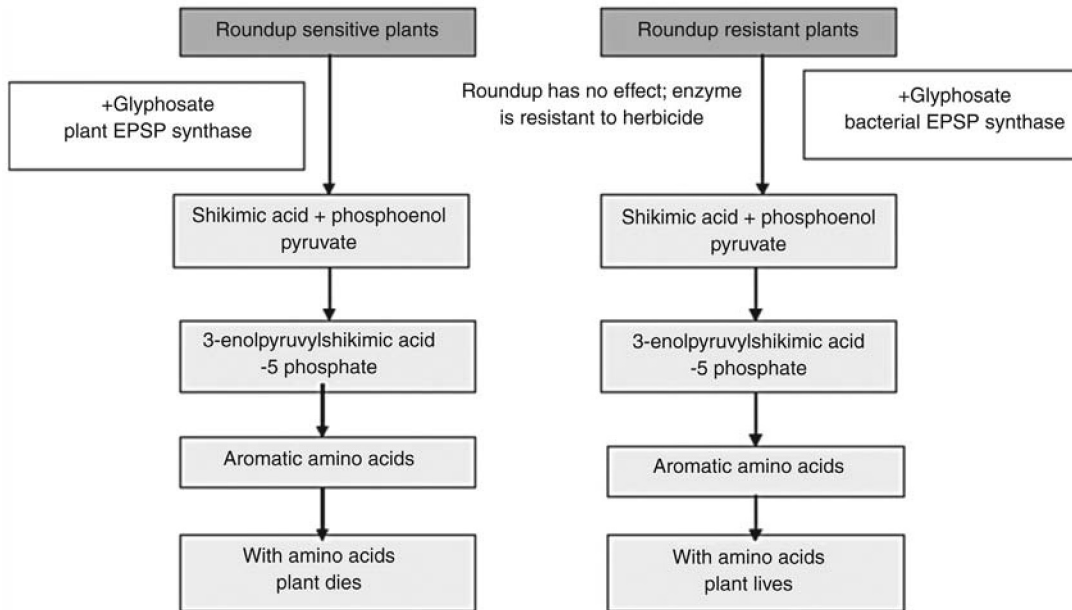 Roundup sensitive plants
+Glyphosate
plant EPSP synthase
Shikimic acid + phosphoenol
pyruvate
3-enolpyruvylshikimic acid
-5 phosphate
Aromatic amino acids
With amino acids
plant dies
Roundup resistant plants
Roundup has no effect; enzyme
is resistant to herbicide
+Glyphosate
bacterial EPSP synthase
Shikimic acid + phosphoenol
pyruvate
3-enolpyruvylshikimic acid
-5 phosphate
Aromatic amino acids
With amino acids
plant lives